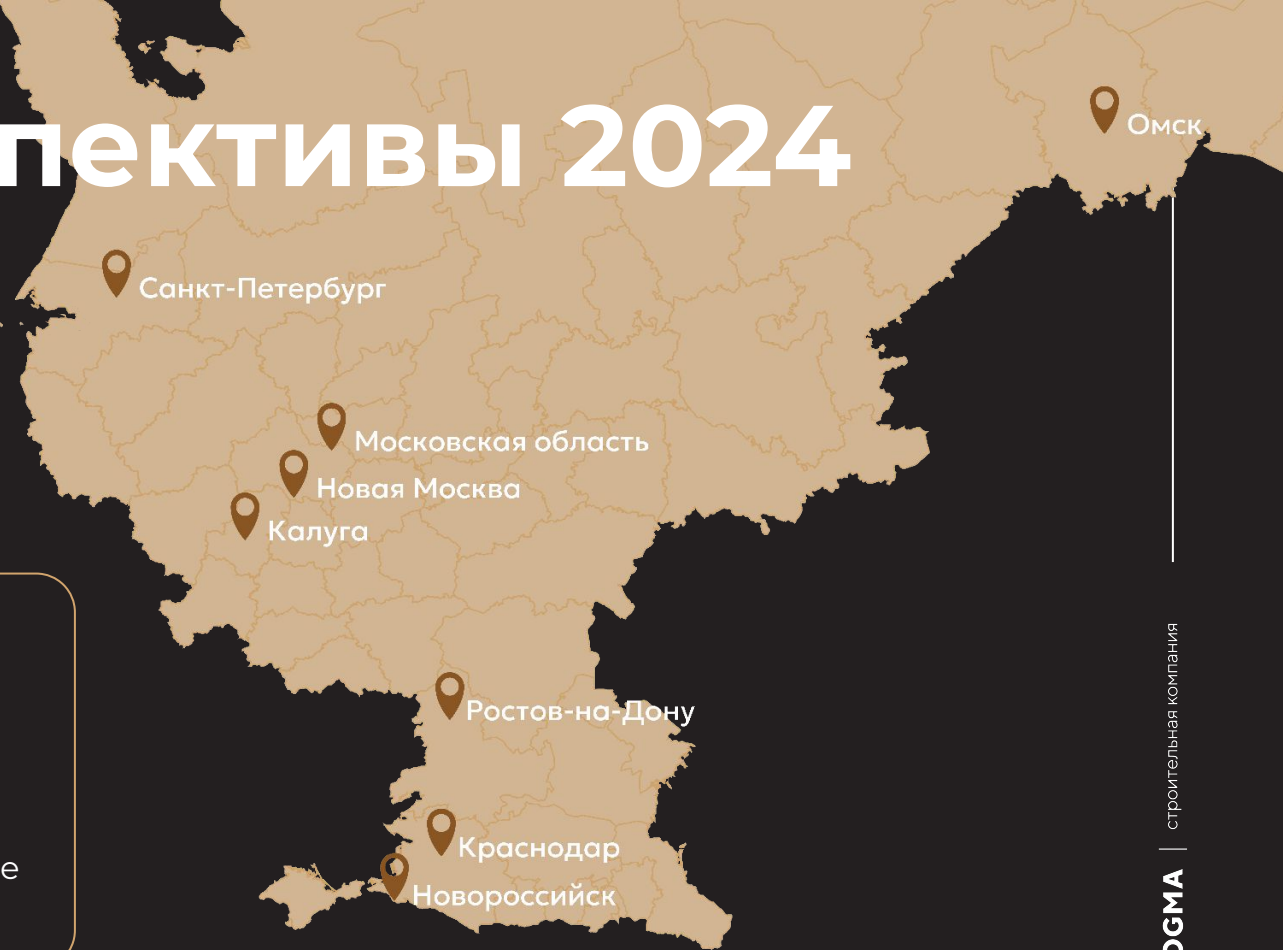 пективы 2024
Омск
Санкт-Петербург
Московская область
Новая Москва
Калуга
Ростов-на-Дону
Краснодар
Новороссийск
е
OGMA | строительная компания